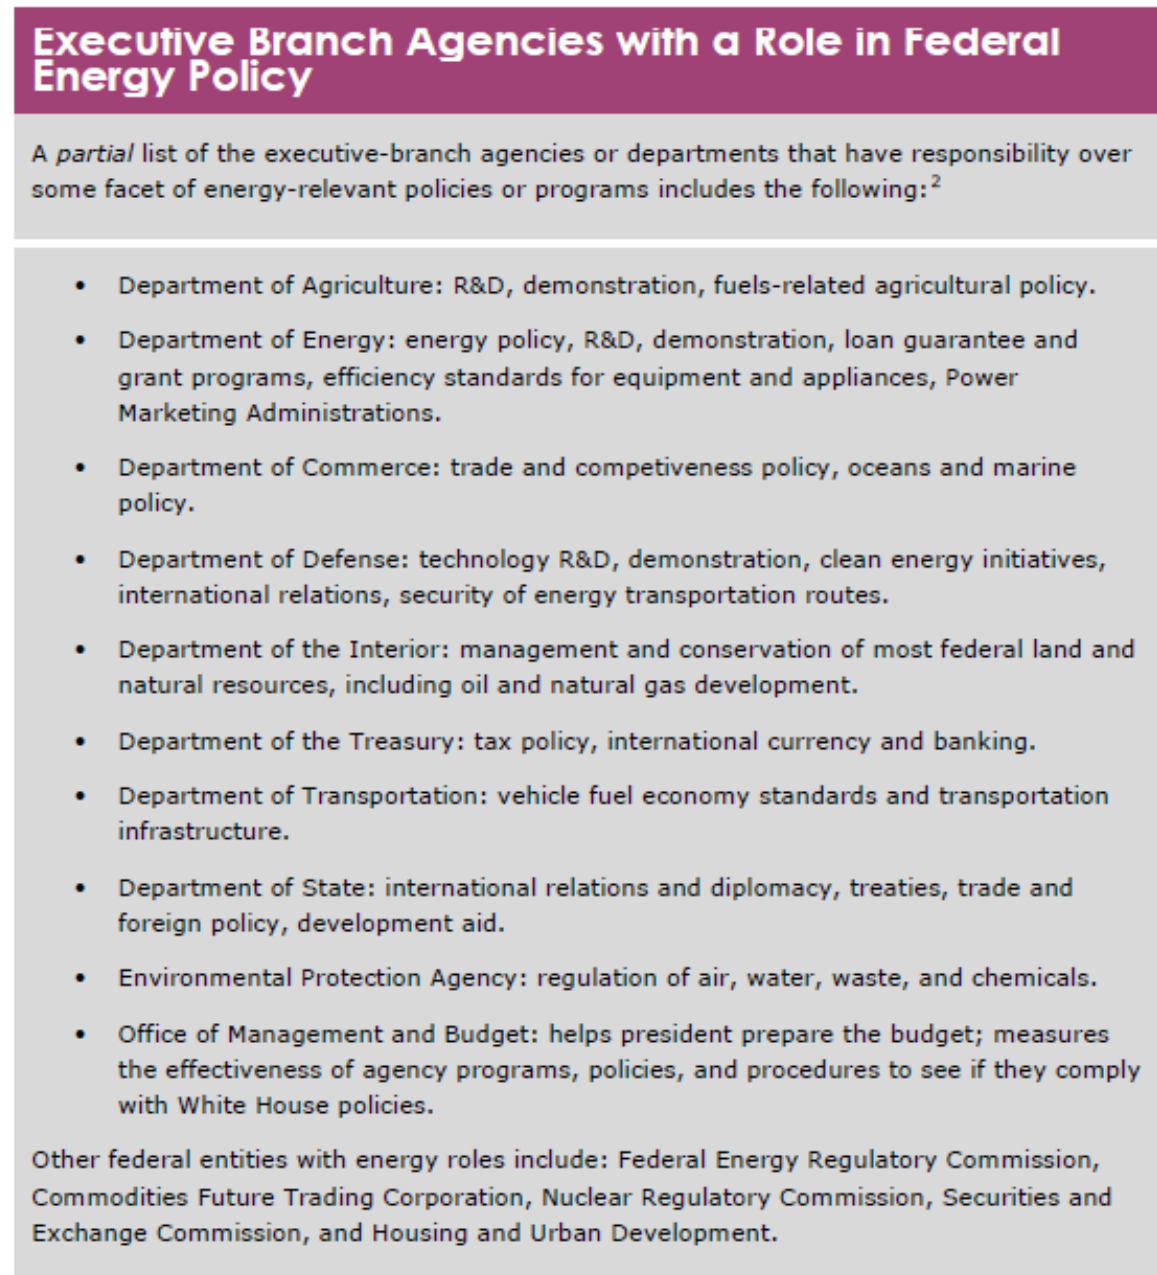 Executive Branch Agencies with a Role in Federal
Energy Policy
A partial list of the executive-branch agencies or departments that have responsibility over
some facet of energy-relevant policies or programs includes the following:2
• Department of Agriculture: R&D, demonstration, fuels-related agricultural policy.
• Department of Energy: energy policy, R&D, demonstration, loan guarantee and
grant programs, efficiency standards for equipment and appliances, Power
Marketing Administrations.
• Department of Commerce: trade and competiveness policy, oceans and marine
policy.
• Department of Defense: technology R&D, demonstration, clean energy initiatives,
international relations, security of energy transportation routes.
• Department of the Interior: management and conservation of most federal land and
natural resources, including oil and natural gas development.
• Department of the Treasury: tax policy, international currency and banking.
• Department of Transportation: vehicle fuel economy standards and transportation
infrastructure.
• Department of State: international relations and diplomacy, treaties, trade and
foreign policy, development aid.
• Environmental Protection Agency: regulation of air, water, waste, and chemicals.
• Office of Management and Budget: helps president prepare the budget; measures
the effectiveness of agency programs, policies, and procedures to see if they comply
with White House policies.
Other federal entities with energy roles include: Federal Energy Regulatory Commission,
Commodities Future Trading Corporation, Nuclear Regulatory Commission, Securities and
Exchange Commission, and Housing and Urban Development.